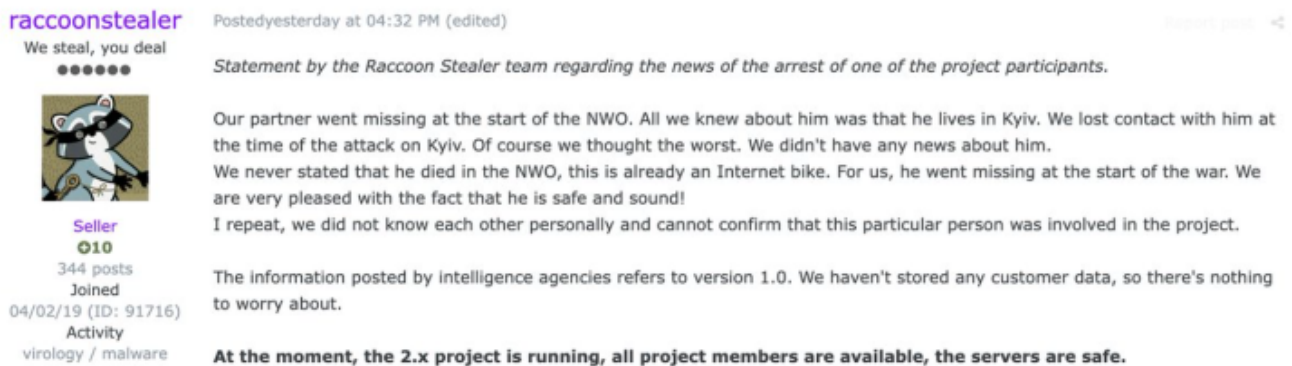 raccoonstealer
We steal, you deal
Seller
10
344 posts
Joined
04/02/19 (ID: 91716)
Activity
virology / malware
Postedyesterday at 04:32 PM (edited)
Report post
Statement by the Raccoon Stealer team regarding the news of the arrest of one of the project participants.
Our partner went missing at the start of the NWO. All we knew about him was that he lives in Kyiv. We lost contact with him at
the time of the attack on Kyiv. Of course we thought the worst. We didn't have any news about him.
We never stated that he died in the NWO, this is already an Internet bike. For us, he went missing at the start of the war. We
are very pleased with the fact that he is safe and sound!
I repeat, we did not know each other personally and cannot confirm that this particular person was involved in the project.
The information posted by intelligence agencies refers to version 1.0. We haven't stored any customer data, so there's nothing
to worry about.
At the moment, the 2.x project is running, all project members are available, the servers are safe.